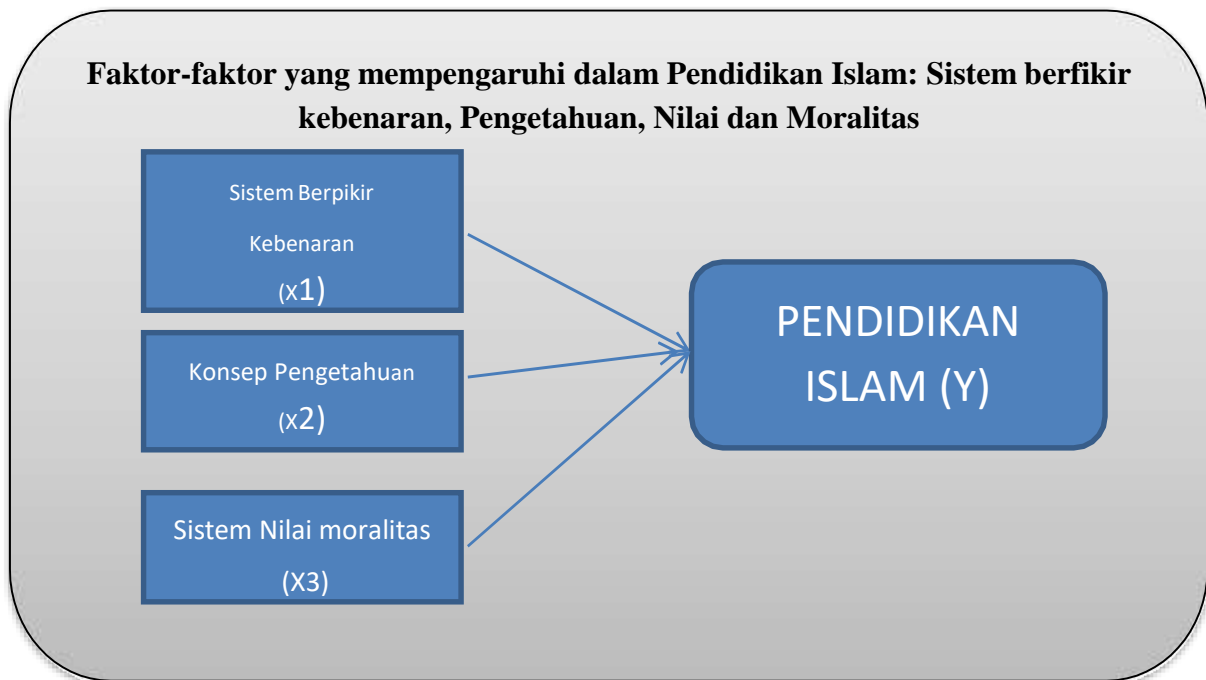 Faktor-faktor yang mempengaruhi dalam Pendidikan Islam: Sistem berfikir
kebenaran, Pengetahuan, Nilai dan Moralitas
Sistem Berpikir
Kebenaran
(X1)
Konsep Pengetahuan
(X2)
Sistem Nilai moralitas
(X3)
PENDIDIKAN
ISLAM (Y)